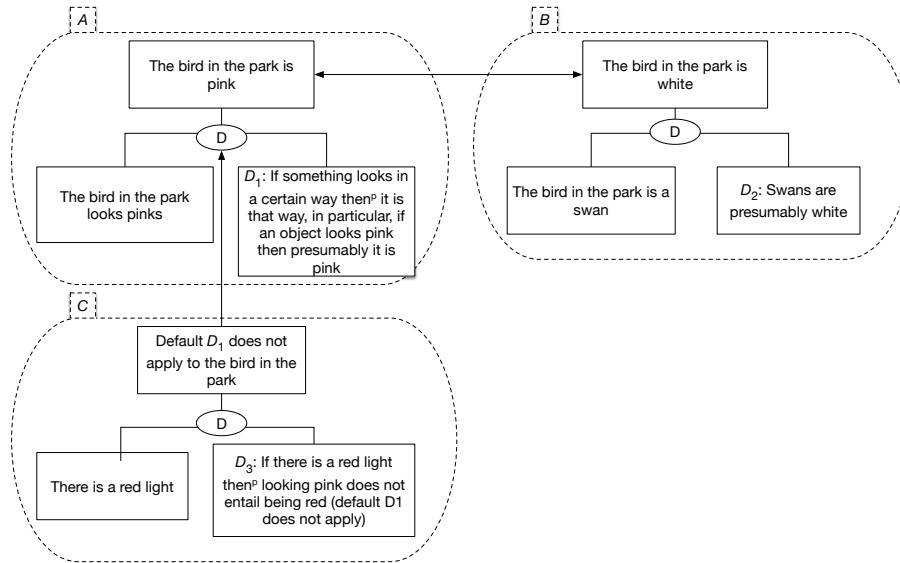 A
The bird in the park is
pink
D
The bird in the park
looks pinks
D1: If something looks in
a certain way thenᵖ it is
that way, in particular, if
an object looks pink
then presumably it is
pink
B
The bird in the park is
white
D
The bird in the park is a
swan
D2: Swans are
presumably white
C
Default D1 does not
apply to the bird in the
park
D
There is a red light
D3: If there is a red light
thenᵖ looking pink does not
entail being red (default D1
does not apply)